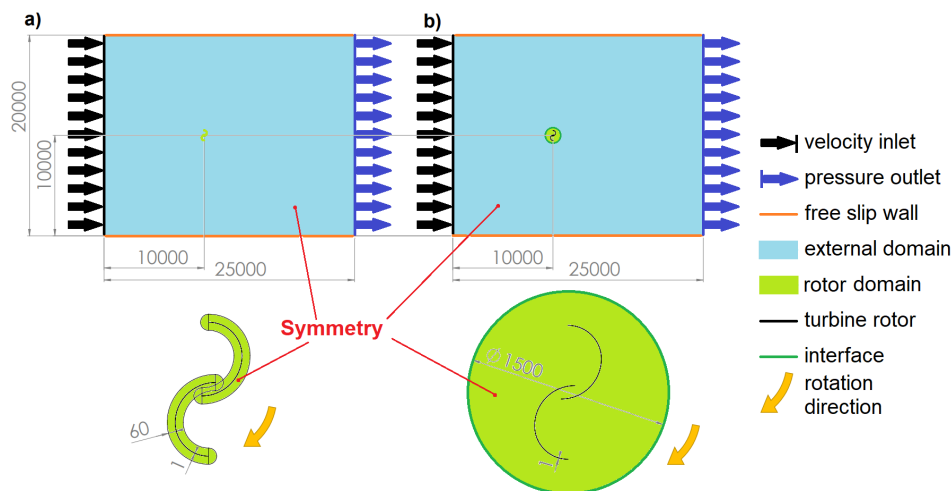 a)
b)
20000
10000
10000
25000
10000
25000
velocity inlet
pressure outlet
free slip wall
external domain
rotor domain
turbine rotor
interface
rotation
direction
Symmetry
60
1
∅1500
1